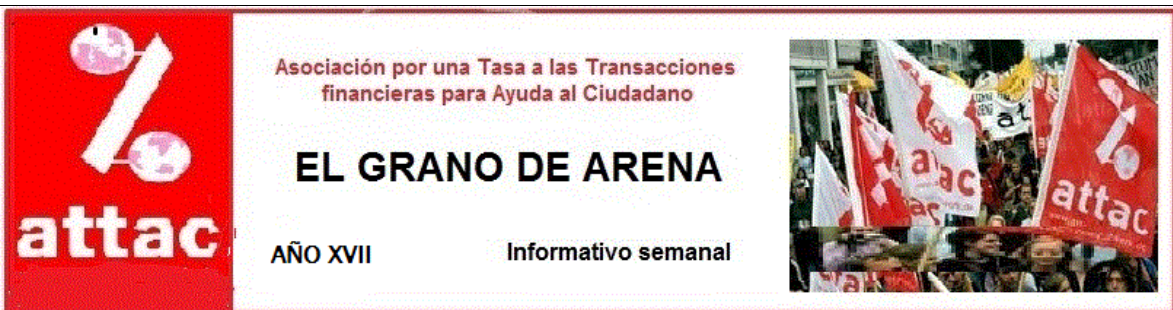 attac
Asociación por una Tasa a las Transacciones
financieras para Ayuda al Ciudadano
EL GRANO DE ARENA
AÑO XVII
Informativo semanal
attac
at
attac